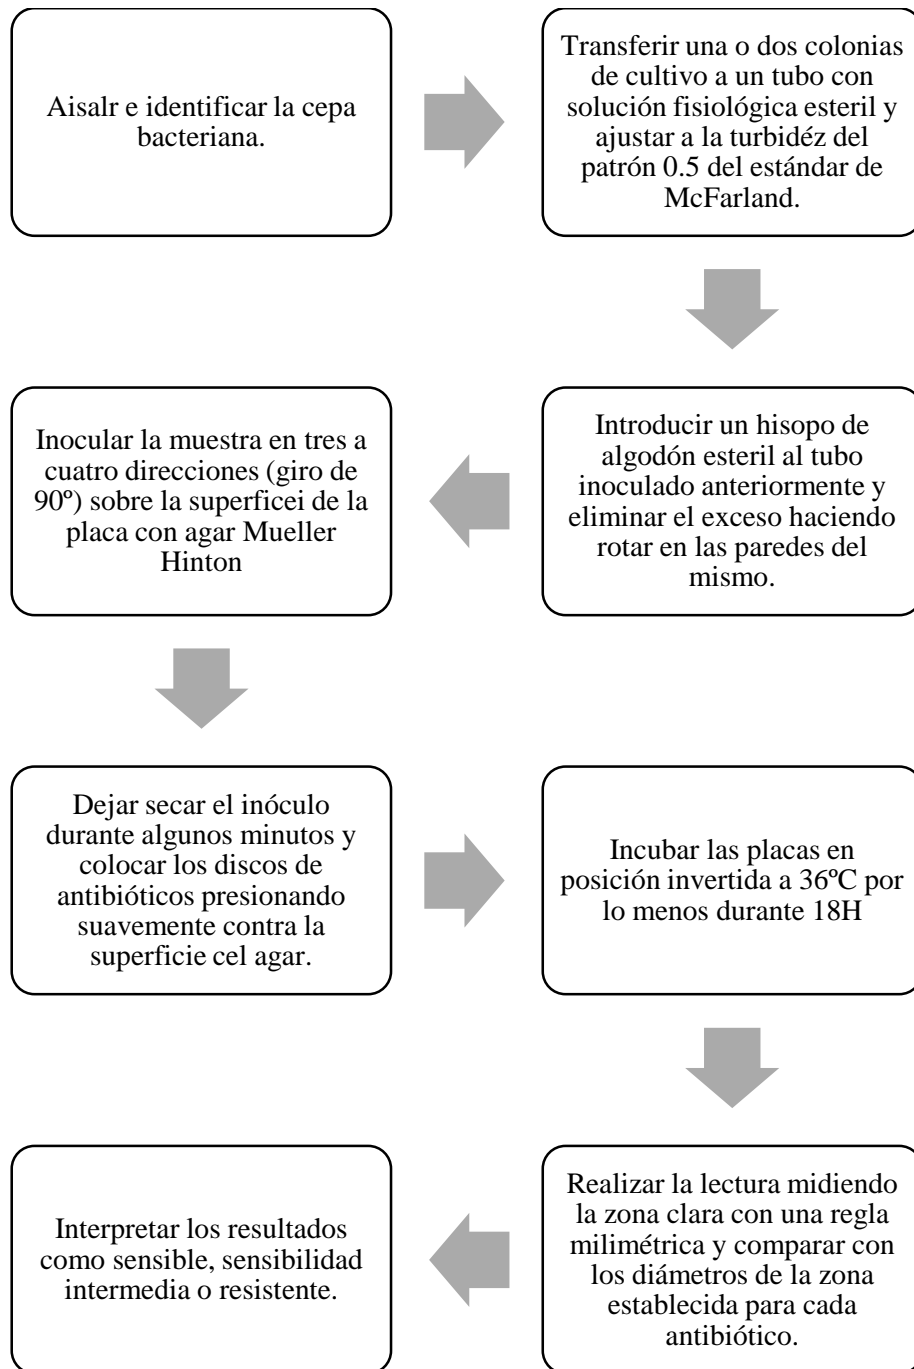 Aisalr e identificar la cepa
bacteriana.
Transferir una o dos colonias
de cultivo a un tubo con
solución fisiológica esteril y
ajustar a la turbidéz del
patrón 0.5 del estándar de
McFarland.
Introducir un hisopo de
algodón esteril al tubo
inoculado anteriormente y
eliminar el exceso haciendo
rotar en las paredes del
mismo.
Inocular la muestra en tres a
cuatro direcciones (giro de
90º) sobre la superficei de la
placa con agar Mueller
Hinton
Dejar secar el inóculo
durante algunos minutos y
colocar los discos de
antibióticos presionando
suavemente contra la
superficie cel agar.
Incubar las placas en
posición invertida a 36ºC por
lo menos durante 18H
Realizar la lectura midiendo
la zona clara con una regla
milimétrica y comparar con
los diámetros de la zona
establecida para cada
antibiótico.
Interpretar los resultados
como sensible, sensibilidad
intermedia o resistente.